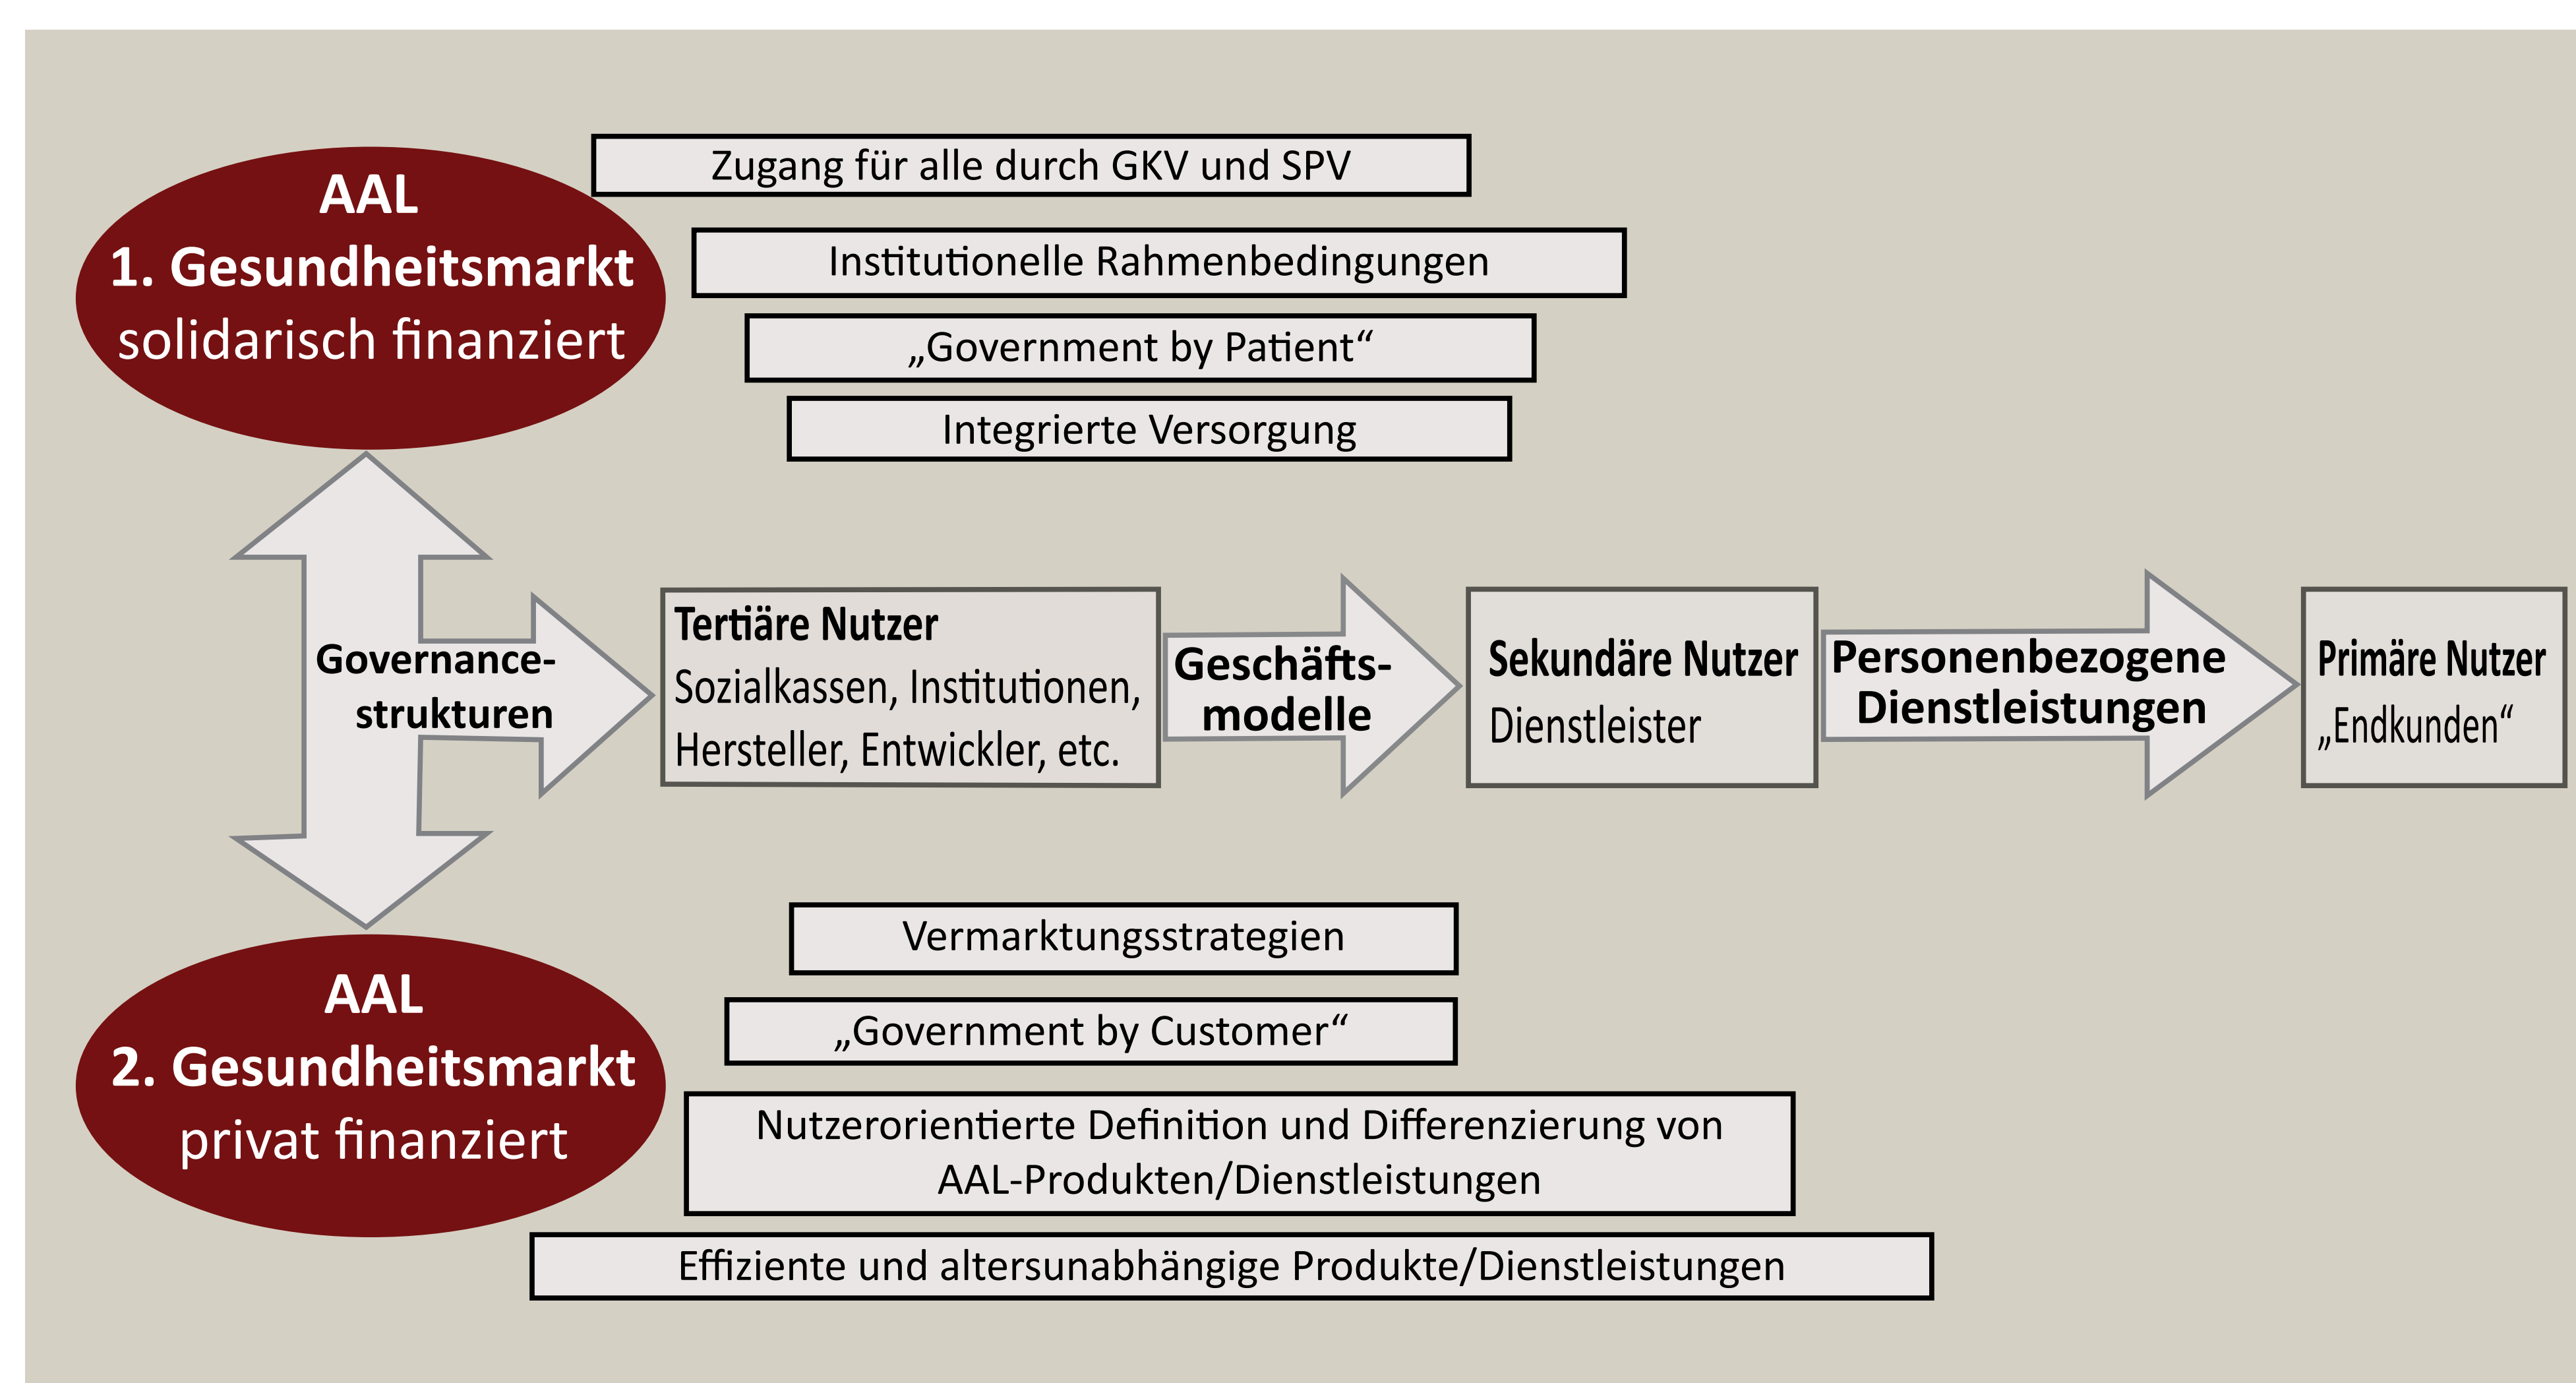 AAL
1. Gesundheitsmarkt
solidarisch finanziert
Zugang für alle durch GKV und SPV
Institutionelle Rahmenbedingungen
„Government by Patient“
Integrierte Versorgung
Governance-
strukturen
Tertiäre Nutzer
Sozialkassen, Institutionen,
Hersteller, Entwickler, etc.
Geschäfts-
modelle
Sekundäre Nutzer
Dienstleister
Personenbezogene
Dienstleistungen
Primäre Nutzer
„Endkunden“
AAL
2. Gesundheitsmarkt
privat finanziert
Vermarktungsstrategien
„Government by Customer“
Nutzerorientierte Definition und Differenzierung von
AAL-Produkten/Dienstleistungen
Effiziente und altersunabhängige Produkte/Dienstleistungen